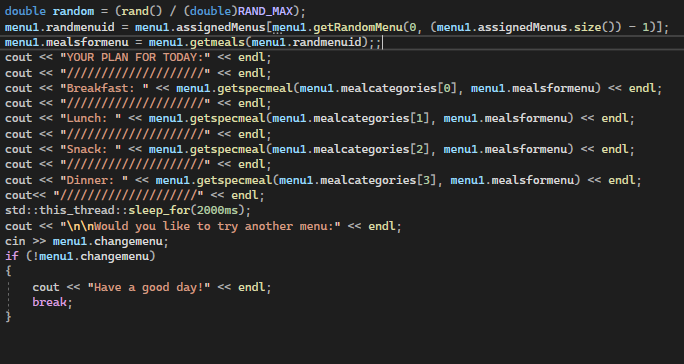 double random = (rand() / (double)RAND_MAX);
menu1.randmenuid = menu1.assignedMenus[menu1.getRandomMenu(0, (menu1.assignedMenus.size()) - 1)];
menu1.mealsformenu = menu1.getmeals(menu1.randmenuid);;
cout << "YOUR PLAN FOR TODAY:" << endl;
cout << "////////////////////" << endl;
cout << "Breakfast: " << menu1.getspecmeal(menu1.mealcategories[0], menu1.mealsformenu) << endl;
cout << "////////////////////" << endl;
cout << "Lunch: " << menu1.getspecmeal(menu1.mealcategories[1], menu1.mealsformenu) << endl;
cout << "////////////////////" << endl;
cout << "Snack: " << menu1.getspecmeal(menu1.mealcategories[2], menu1.mealsformenu) << endl;
cout << "////////////////////" << endl;
cout << "Dinner: " << menu1.getspecmeal(menu1.mealcategories[3], menu1.mealsformenu) << endl;
cout<< "////////////////////" << endl;
std::this_thread::sleep_for(2000ms);
cout << "\n\nWould you like to try another menu:" << endl;
cin >> menu1.changemenu;
if (!menu1.changemenu)
{
    cout << "Have a good day!" << endl;
    break;
}